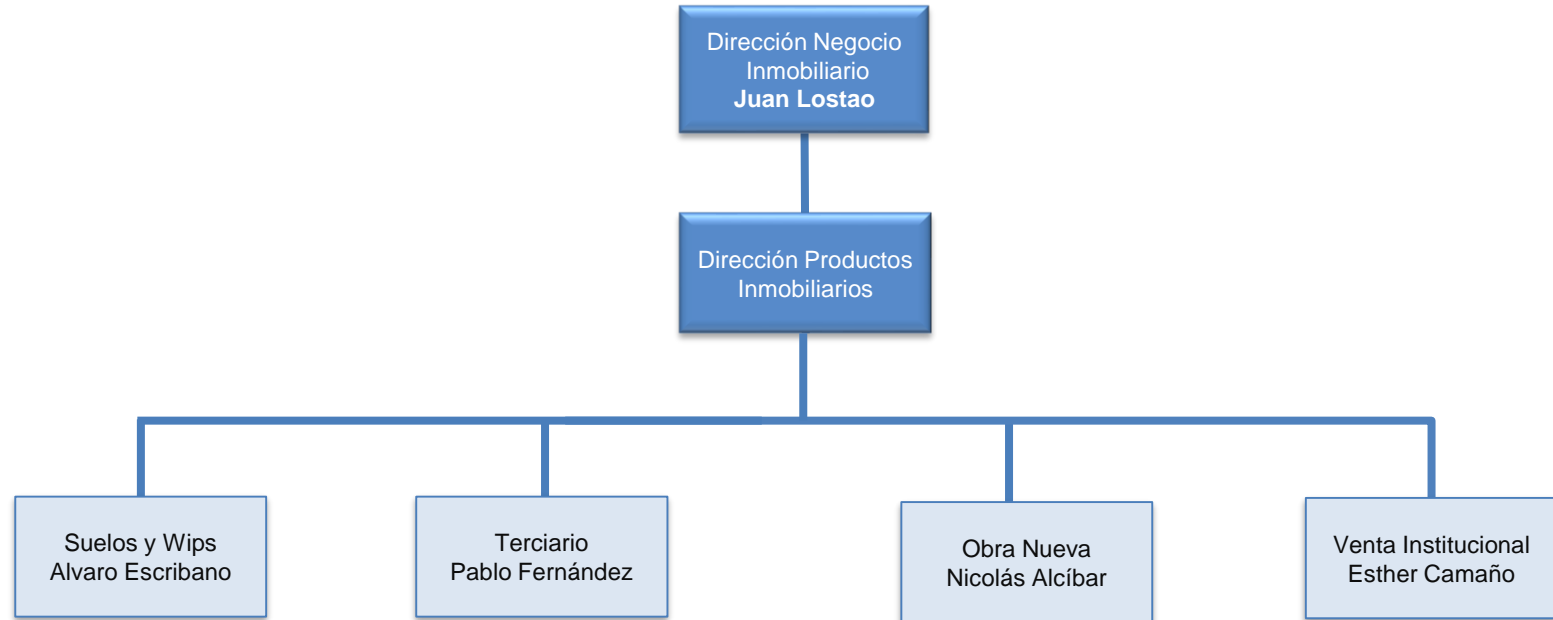 Dirección Negocio
Inmobiliario
Juan Lostao
Dirección Productos
Inmobiliarios
Suelos y Wips
Alvaro Escribano
Terciario
Pablo Fernández
Obra Nueva
Nicolás Alcíbar
Venta Institucional
Esther Camaño